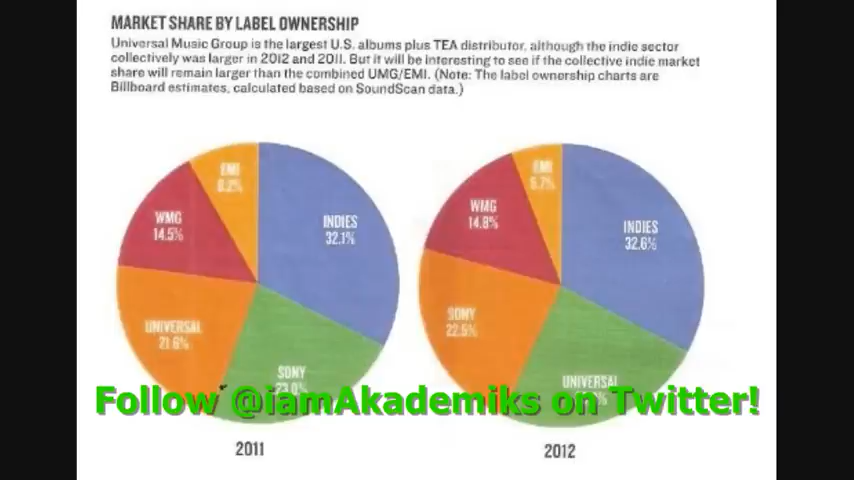 MARKET SHARE BY LABEL OWNERSHIP
Universal Music Group is the largest U.S. albums plus TEA distributor, although the indie sector
collectively was larger in 2012 and 2011. But it will be interesting to see if the collective indie market
share will remain larger than the combined UMG/EMI. (Note: The label ownership charts are
Billboard estimates, calculated based on SoundScan data.)
EMI
WMG
14.5%
INDIES
32.1%
UNIVERSAL
21.6%
SONY
23.0%
2011
EMI
WMG
14.8%
INDIES
32.6%
SONY
22.5%
UNIVERSAL
2012
Follow @iamAkademiks on Twitter!